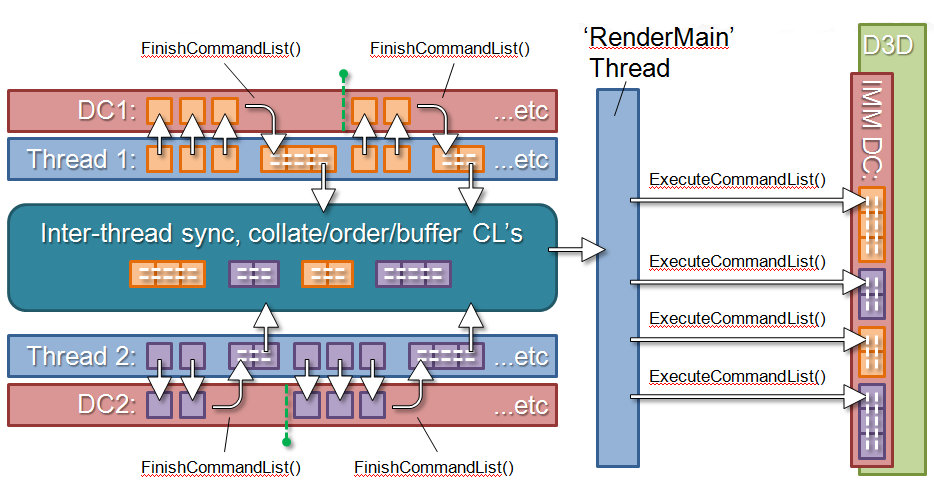 FinishCommandList()
FinishCommandList()
DC1:
...etc
Thread 1:
...etc
Inter-thread sync, collate/order/buffer CL's
Thread 2:
...etc
DC2:
...etc
FinishCommandList()
FinishCommandList()
‘RenderMain’
Thread
ExecuteCommandList()
ExecuteCommandList()
ExecuteCommandList()
ExecuteCommandList()
D3D
IMM DC: